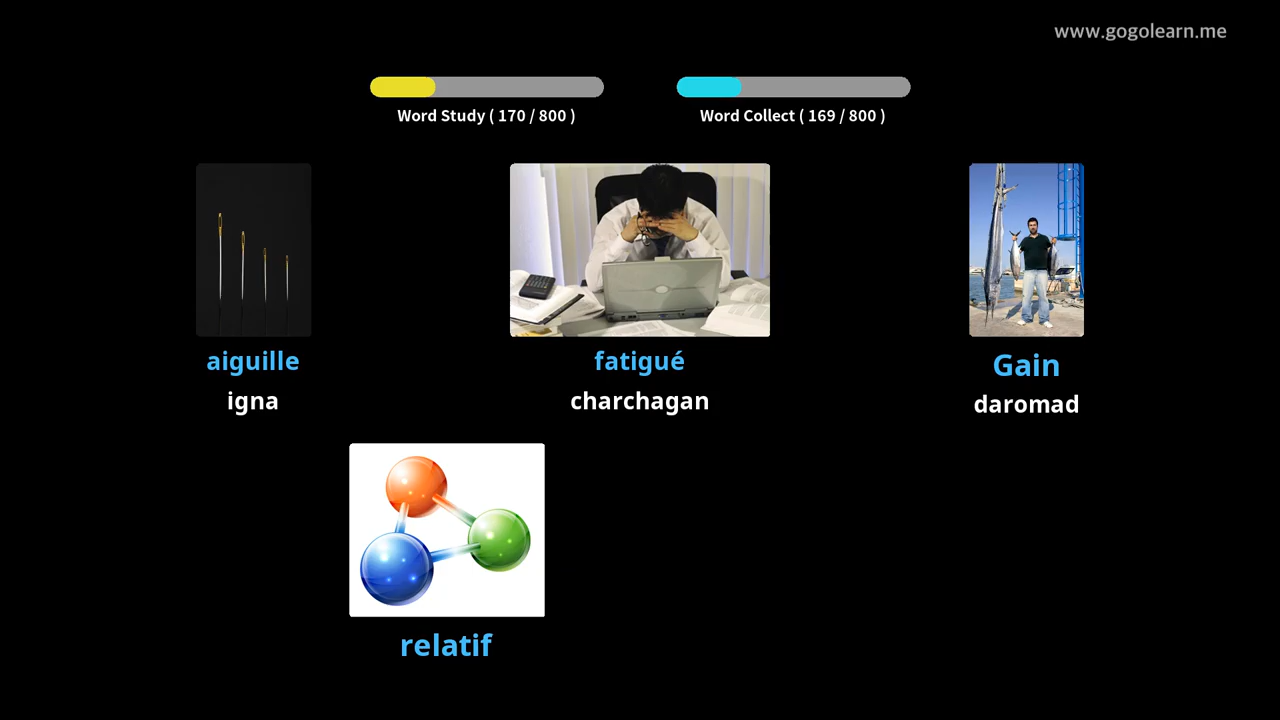 www.gogolearn.me
Word Study ( 170 / 800 )
Word Collect ( 169 / 800 )
aiguille
igna
fatigué
charchagan
Gain
daromad
relatif